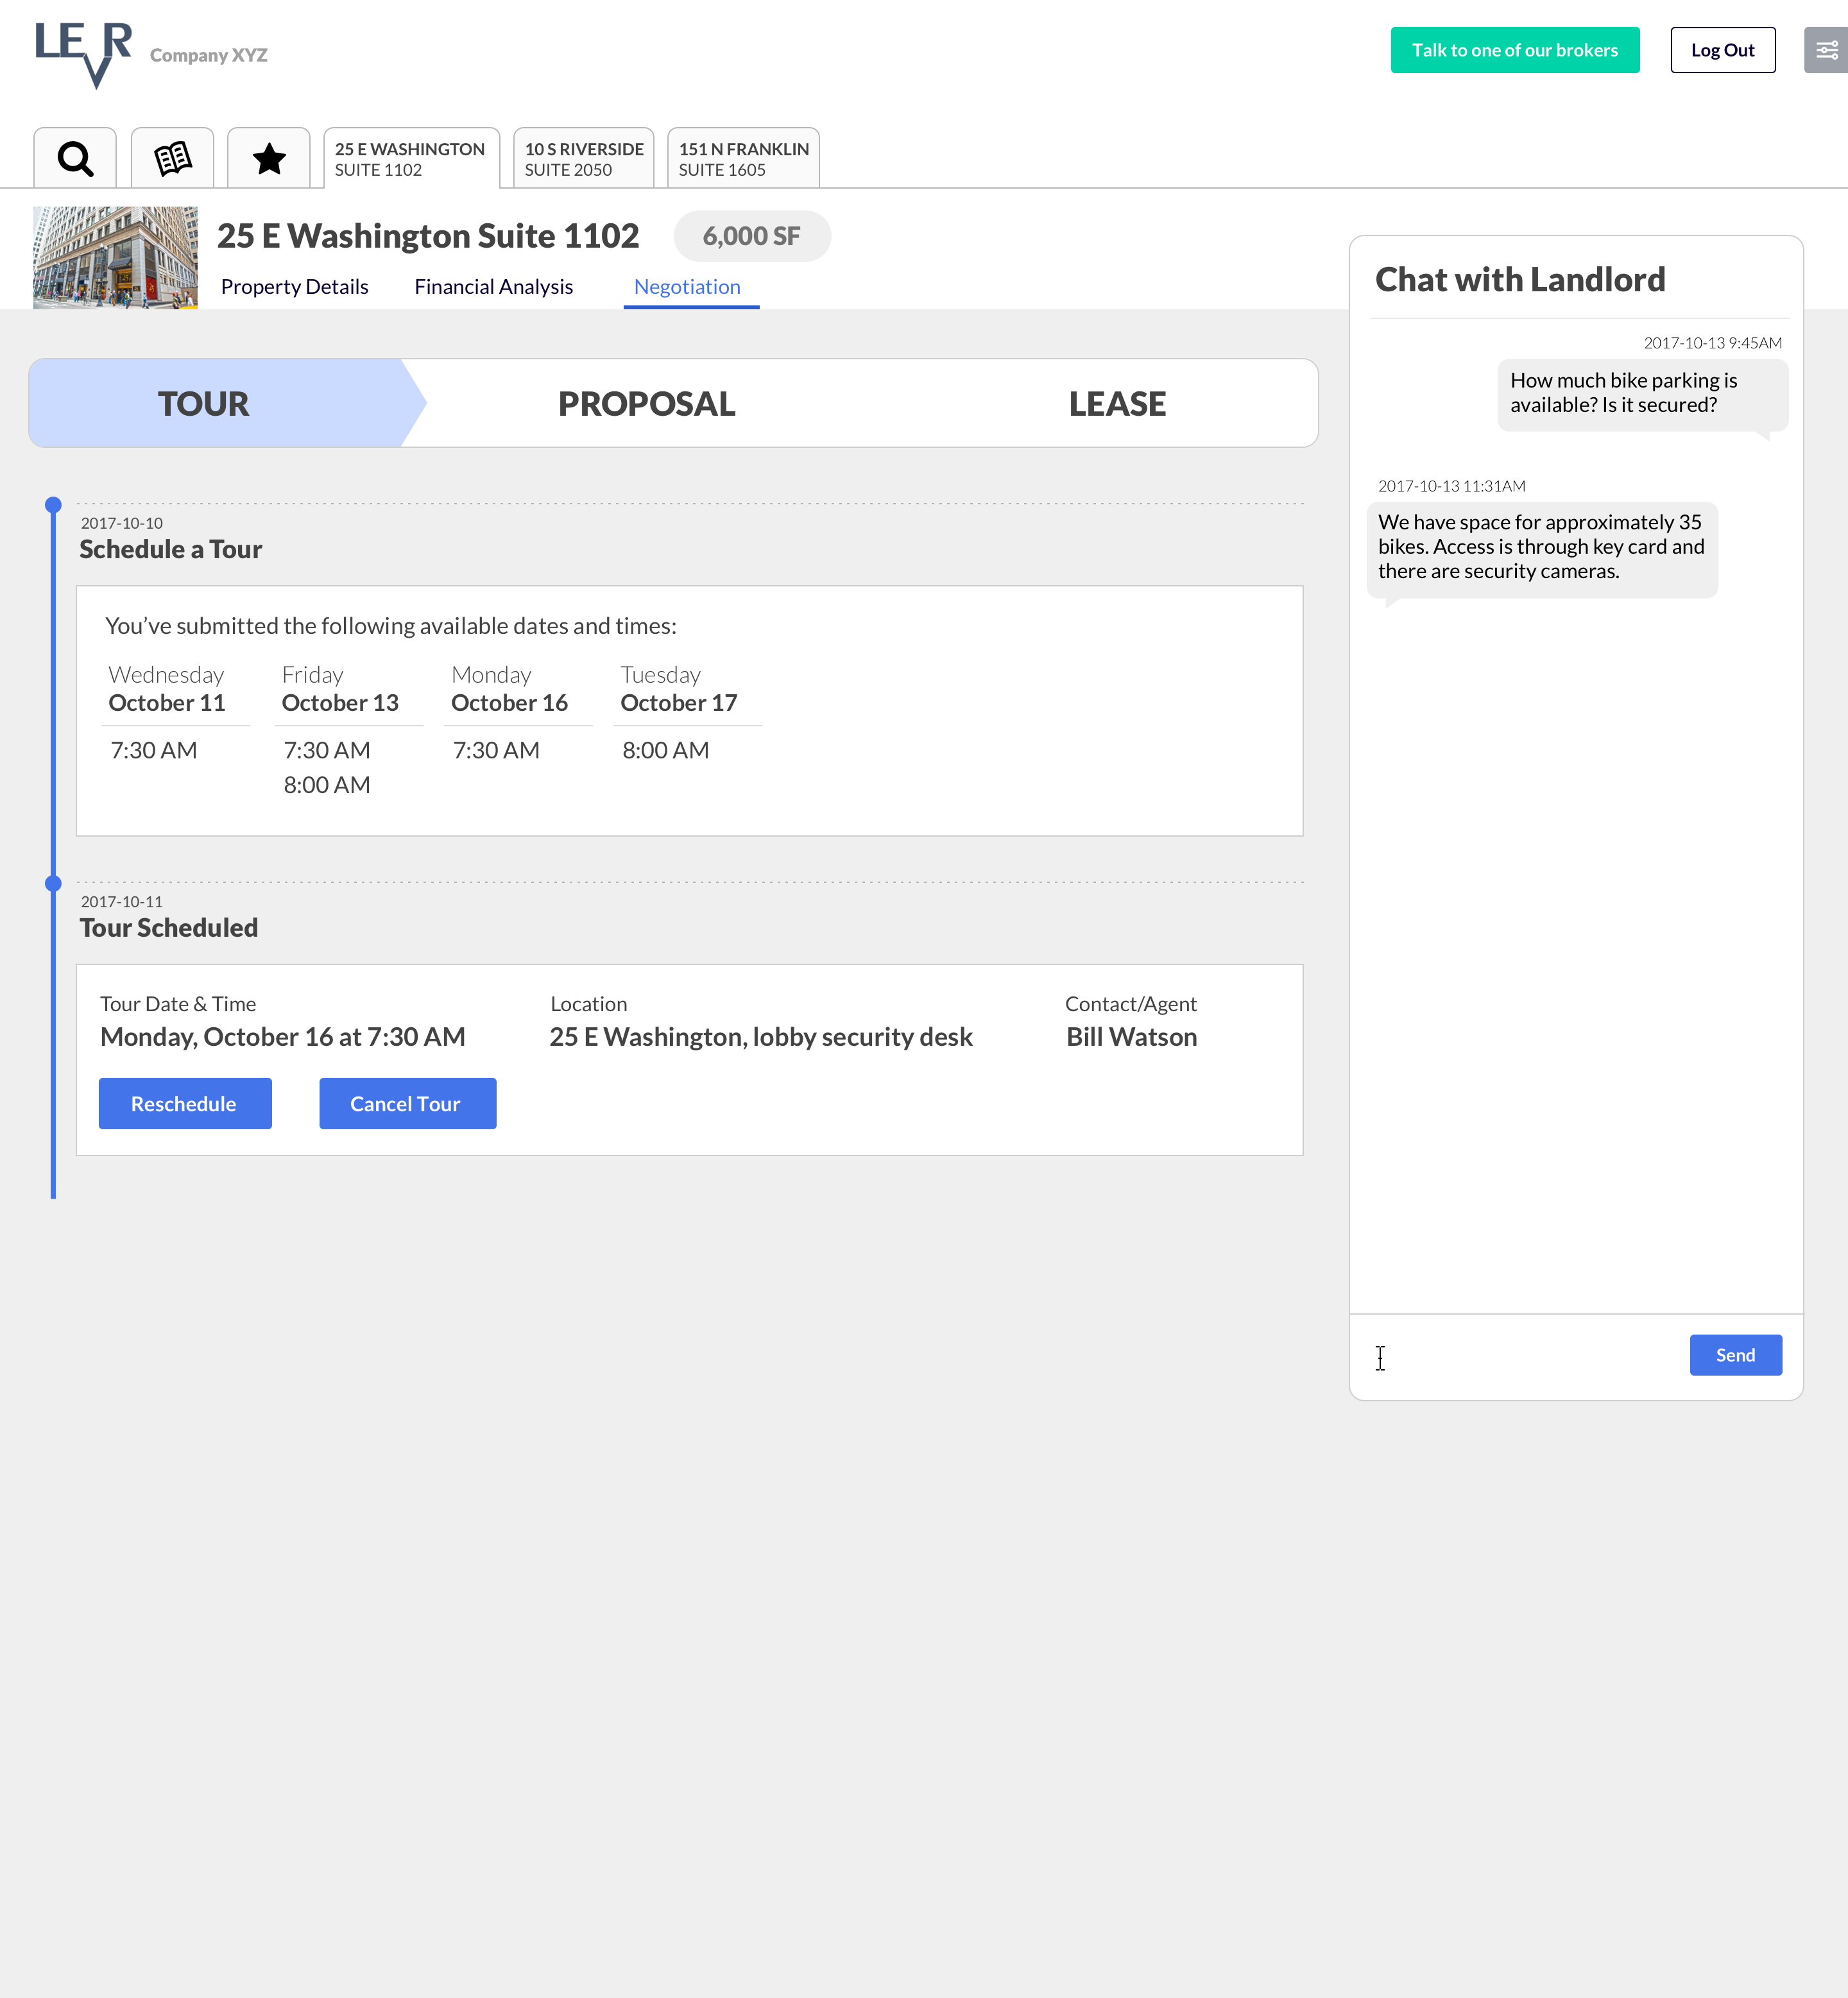 LEVR
Company XYZ
Talk to one of our brokers
Log Out
25 E WASHINGTON
SUITE 1102
10 S RIVERSIDE
SUITE 2050
151 N FRANKLIN
SUITE 1605
25 E Washington Suite 1102
6,000 SF
Property Details
Financial Analysis
Negotiation
TOUR
PROPOSAL
LEASE
2017-10-10
Schedule a Tour
You’ve submitted the following available dates and times:
Wednesday
October 11
7:30 AM
Friday
October 13
7:30 AM
8:00 AM
Monday
October 16
7:30 AM
Tuesday
October 17
8:00 AM
2017-10-11
Tour Scheduled
Tour Date & Time
Monday, October 16 at 7:30 AM
Location
25 E Washington, lobby security desk
Contact/Agent
Bill Watson
Reschedule
Cancel Tour
Chat with Landlord
2017-10-13 9:45AM
How much bike parking is
available? Is it secured?
2017-10-13 11:31AM
We have space for approximately 35
bikes. Access is through key card and
there are security cameras.
Send